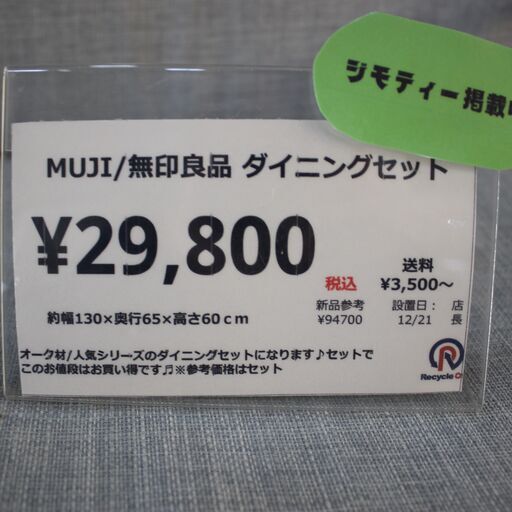 ジモティー掲載中
MUJI/無印良品 ダイニングセット
¥29,800
税込
送料
¥3,500～
約幅130×奥行65×高さ60ｃｍ
新品参考
¥94700
設置日： 店
12/21 長
オーク材/人気シリーズのダイニングセットになります♪セットで
このお値段はお買い得です♫※参考価格はセット
Recycle